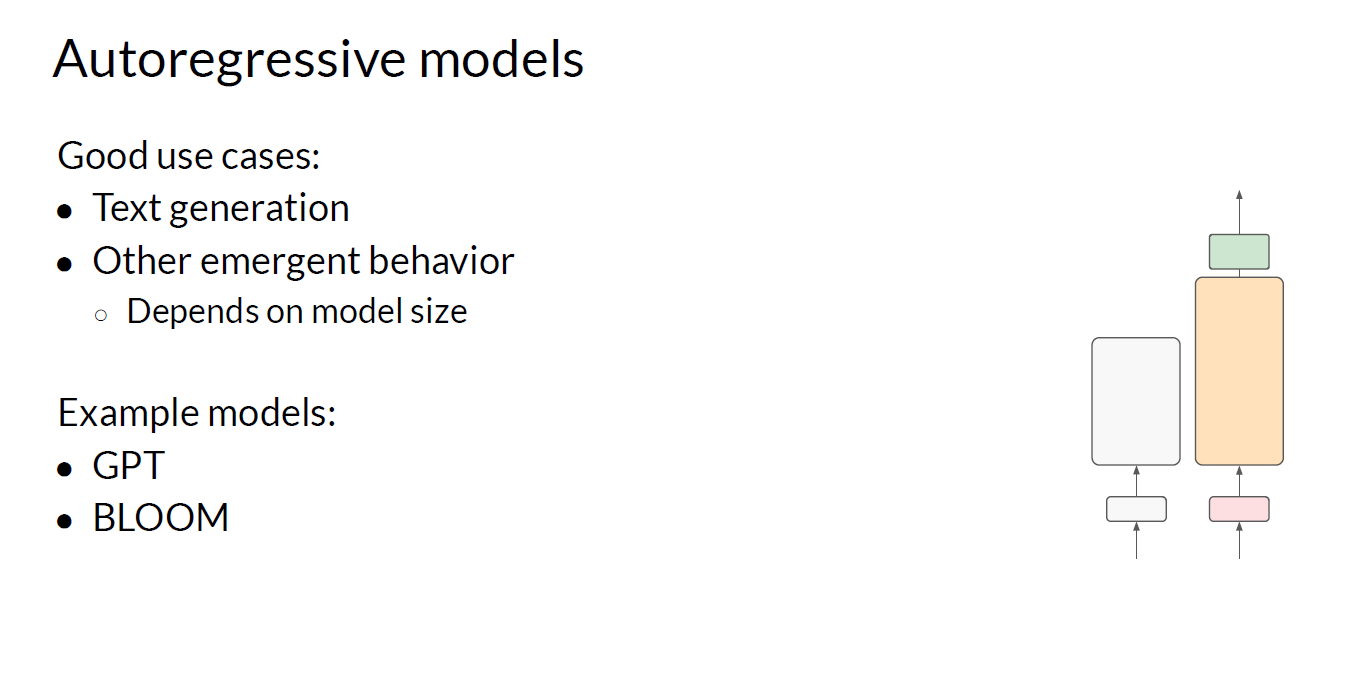 Autoregressive models
Good use cases:
● Text generation
● Other emergent behavior
○ Depends on model size
Example models:
● GPT
● BLOOM